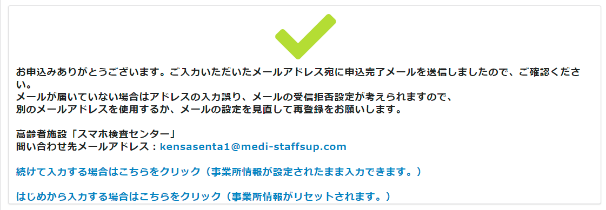 お申込みありがとうございます。ご入力いただいたメールアドレス宛に申込完了メールを送信しましたので、ご確認くださ
い。
メールが届いていない場合はアドレスの入力誤り、メールの受信拒否設定が考えられますので、
別のメールアドレスを使用するか、メールの設定を見直して再登録をお願いします。
高齢者施設「スマホ検査センター」
問い合わせ先メールアドレス：kensasenta1@medi-staffsup.com
続けて入力する場合はこちらをクリック（事業所情報が設定されたまま入力できます。）
はじめから入力する場合はこちらをクリック（事業所情報がリセットされます。）